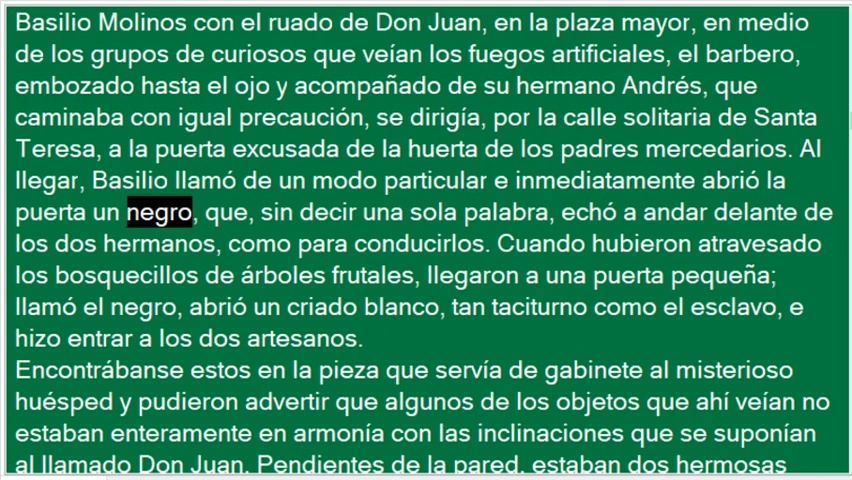 Basilio Molinos con el ruado de Don Juan, en la plaza mayor, en medio
de los grupos de curiosos que veían los fuegos artificiales, el barbero,
embozado hasta el ojo y acompañado de su hermano Andrés, que
caminaba con igual precaución, se dirigía, por la calle solitaria de Santa
Teresa, a la puerta excusada de la huerta de los padres mercedarios. Al
llegar, Basilio llamó de un modo particular e inmediatamente abrió la
puerta un negro, que, sin decir una sola palabra, echó a andar delante de
los dos hermanos, como para conducirlos. Cuando hubieron atravesado
los bosquecillos de árboles frutales, llegaron a una puerta pequeña;
llamó el negro, abrió un criado blanco, tan taciturno como el esclavo, e
hizo entrar a los dos artesanos.
Encontrábanse estos en la pieza que servía de gabinete al misterioso
huésped y pudieron advertir que algunos de los objetos que ahí veían no
estaban enteramente en armonía con las inclinaciones que se suponían
al llamado Don Juan. Pendientes de la pared, estaban dos hermosas